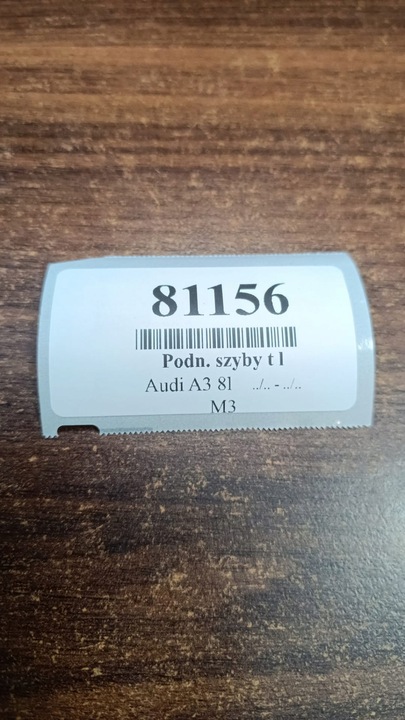 81156
Podn. szyby t l
Audi A3 8l ../.. - ../..
M3